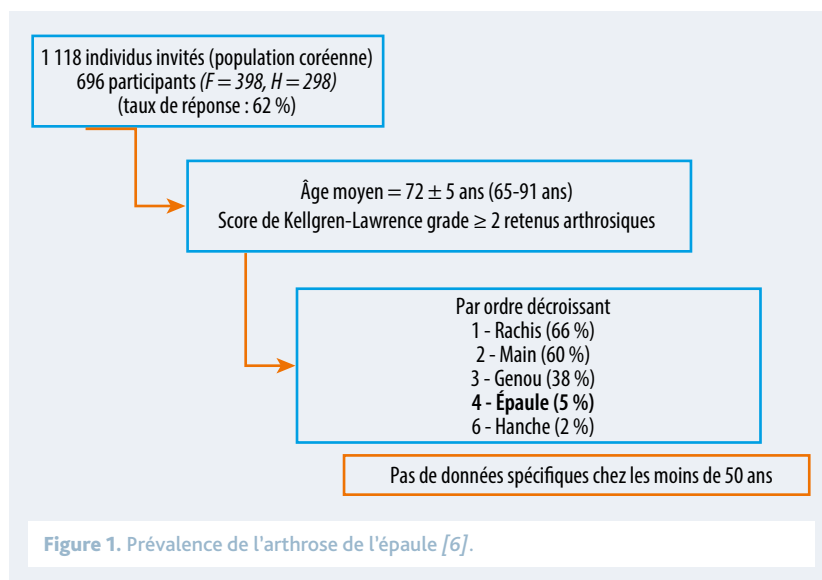 1 118 individus invités (population coréenne)
696 participants (F = 398, H = 298)
(taux de réponse : 62 %)
Âge moyen = 72 ± 5 ans (65-91 ans)
Score de Kellgren-Lawrence grade ≥ 2 retenus arthrosiques
Par ordre décroissant
1 - Rachis (66 %)
2 - Main (60 %)
3 - Genou (38 %)
4 - Épaule (5 %)
6 - Hanche (2 %)
Pas de données spécifiques chez les moins de 50 ans
Figure 1. Prévalence de l'arthrose de l'épaule [6].